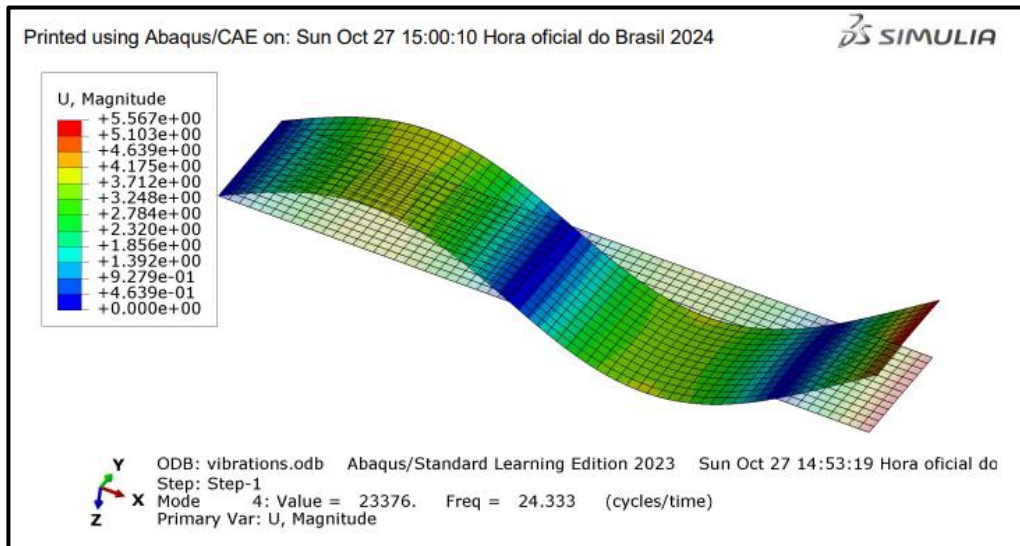 Printed using Abaqus/CAE on: Sun Oct 27 15:00:10 Hora oficial do Brasil 2024
SIMULIA
U, Magnitude
+5.567e+00
+5.103e+00
+4.639e+00
+4.175e+00
+3.712e+00
+3.248e+00
+2.784e+00
+2.320e+00
+1.856e+00
+1.392e+00
+9.279e-01
+4.639e-01
+0.000e+00
Y
X
Z
ODB: vibrations.odb Abaqus/Standard Learning Edition 2023 Sun Oct 27 14:53:19 Hora oficial do
Step: Step-1
Mode 4: Value = 23376. Freq = 24.333 (cycles/time)
Primary Var: U, Magnitude